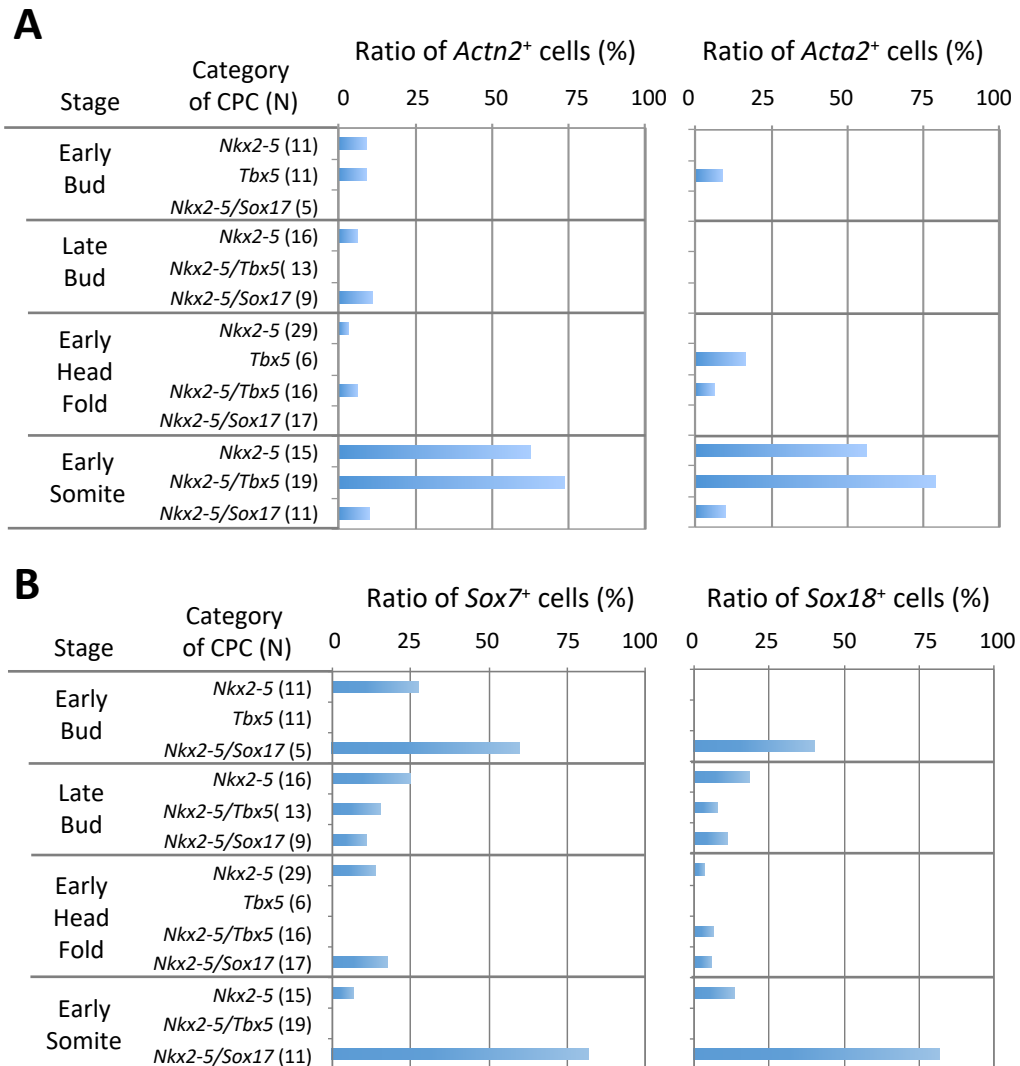 A
Ratio of Actn2+ cells (%)
Ratio of Acta2+ cells (%)
Stage
Category
of CPC (N)
0 25 50 75 100
0 25 50 75 100
Early
Bud
Nkx2-5 (11)
Tbx5 (11)
Nkx2-5/Sox17 (5)
Late
Bud
Nkx2-5 (16)
Nkx2-5/Tbx5( 13)
Nkx2-5/Sox17 (9)
Early
Head
Fold
Nkx2-5 (29)
Tbx5 (6)
Nkx2-5/Tbx5 (16)
Nkx2-5/Sox17 (17)
Early
Somite
Nkx2-5 (15)
Nkx2-5/Tbx5 (19)
Nkx2-5/Sox17 (11)
B
Ratio of Sox7+ cells (%)
Ratio of Sox18+ cells (%)
Stage
Category
of CPC (N)
0 25 50 75 100
0 25 50 75 100
Early
Bud
Nkx2-5 (11)
Tbx5 (11)
Nkx2-5/Sox17 (5)
Late
Bud
Nkx2-5 (16)
Nkx2-5/Tbx5( 13)
Nkx2-5/Sox17 (9)
Early
Head
Fold
Nkx2-5 (29)
Tbx5 (6)
Nkx2-5/Tbx5 (16)
Nkx2-5/Sox17 (17)
Early
Somite
Nkx2-5 (15)
Nkx2-5/Tbx5 (19)
Nkx2-5/Sox17 (11)